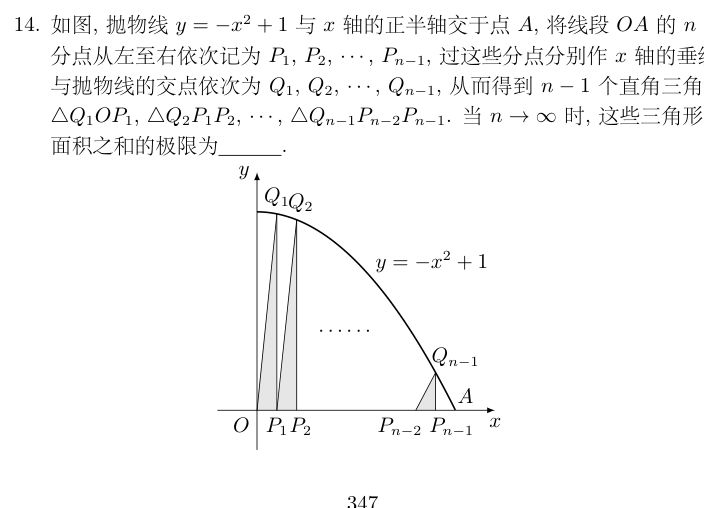 14. 如图, 抛物线 y = −x² + 1 与 x 轴的正半轴交于点 A, 将线段 OA 的 n
分点从左至右依次记为 P₁, P₂, ⋯, Pₙ₋₁, 过这些分点分别作 x 轴的垂
与抛物线的交点依次为 Q₁, Q₂, ⋯, Qₙ₋₁, 从而得到 n − 1 个直角三角
△Q₁OP₁, △Q₂P₁P₂, ⋯, △Qₙ₋₁Pₙ₋₂Pₙ₋₁. 当 n → ∞ 时, 这些三角形
面积之和的极限为______.
y
Q₁Q₂
y = −x² + 1
⋯⋯
Qₙ₋₁
A
O P₁P₂ Pₙ₋₂ Pₙ₋₁ x
347